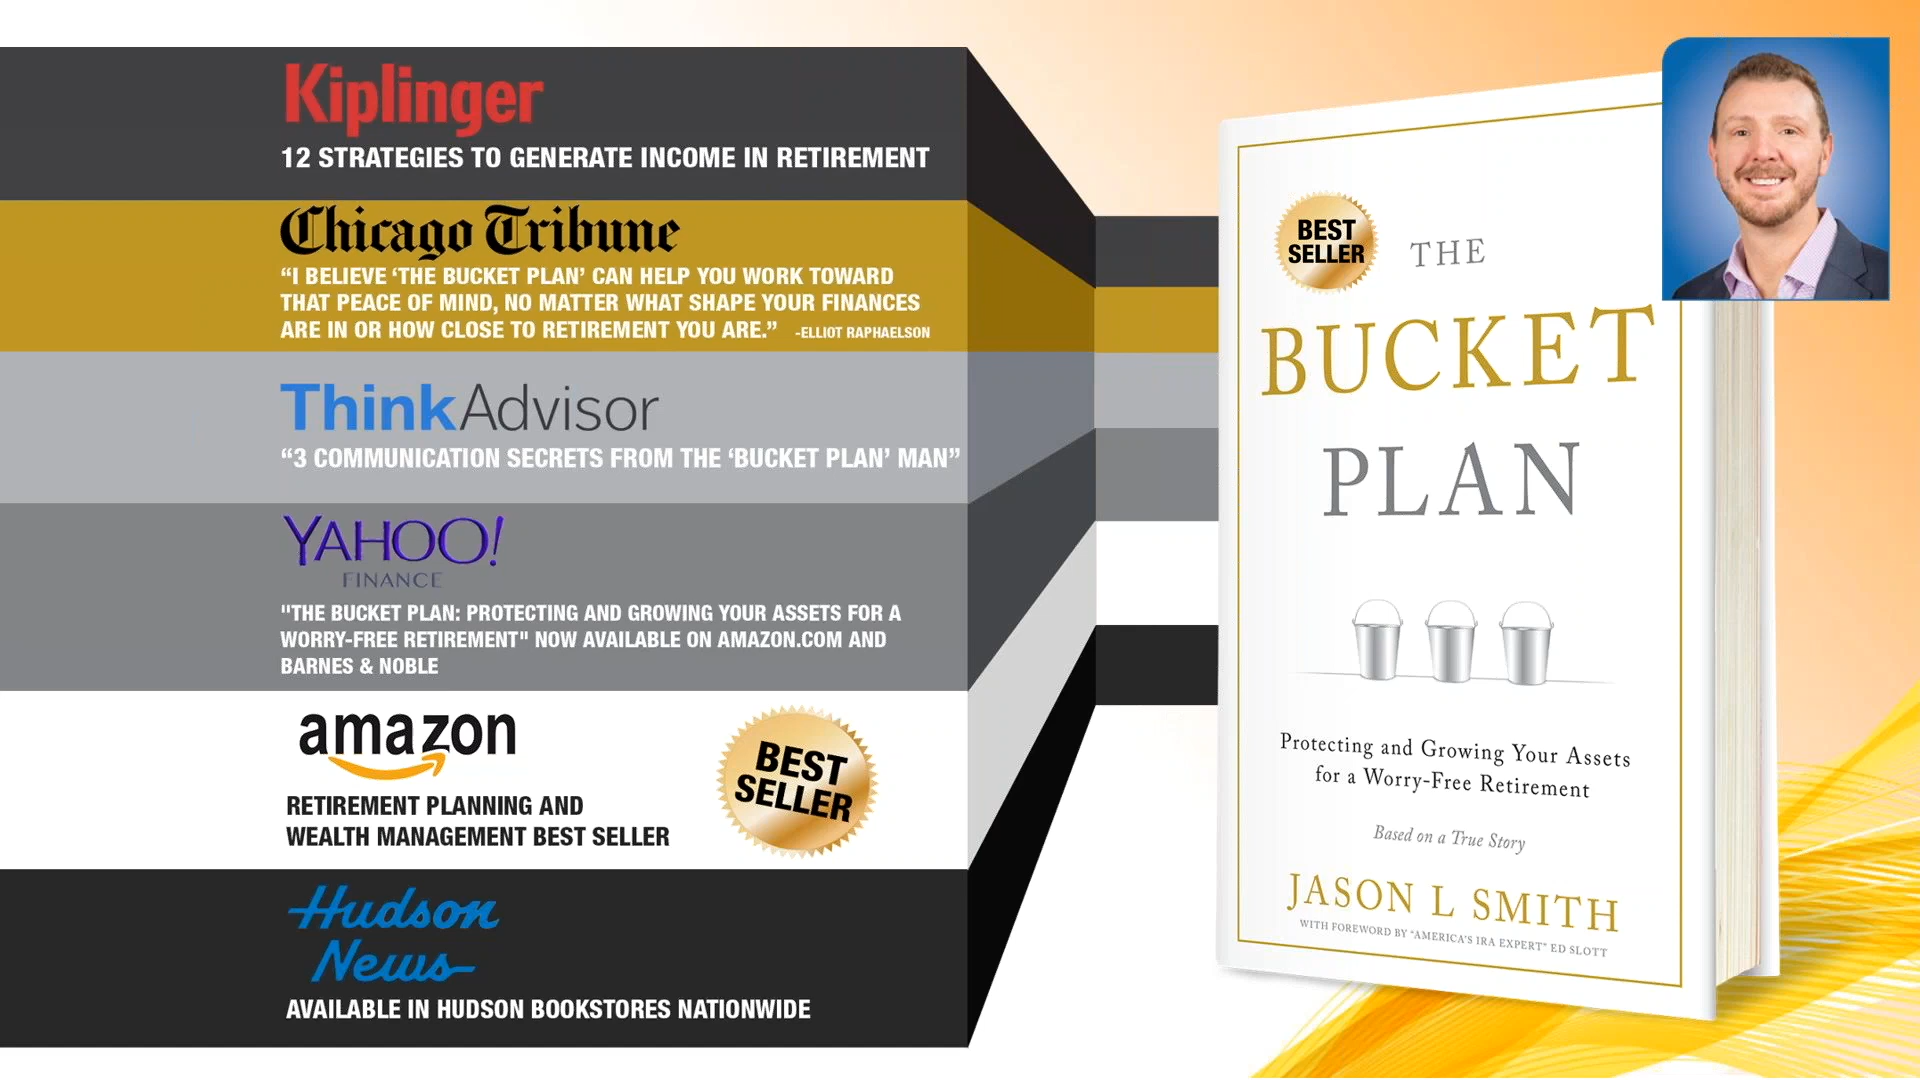 Kiplinger
12 STRATEGIES TO GENERATE INCOME IN RETIREMENT
Chicago Tribune
“I BELIEVE ‘THE BUCKET PLAN’ CAN HELP YOU WORK TOWARD
THAT PEACE OF MIND, NO MATTER WHAT SHAPE YOUR FINANCES
ARE IN OR HOW CLOSE TO RETIREMENT YOU ARE.” -ELLIOT RAPHAELSON
ThinkAdvisor
“3 COMMUNICATION SECRETS FROM THE ‘BUCKET PLAN’ MAN”
YAHOO!
FINANCE
"THE BUCKET PLAN: PROTECTING AND GROWING YOUR ASSETS FOR A
WORRY-FREE RETIREMENT" NOW AVAILABLE ON AMAZON.COM AND
BARNES & NOBLE
amazon
RETIREMENT PLANNING AND
WEALTH MANAGEMENT BEST SELLER
BEST
SELLER
Hudson
News
AVAILABLE IN HUDSON BOOKSTORES NATIONWIDE
BEST
SELLER
THE
BUCKET
PLAN
Protecting and Growing Your Assets
for a Worry-Free Retirement
Based on a True Story
JASON L SMITH
WITH FOREWORD BY "AMERICA'S IRA EXPERT" ED SLOTT